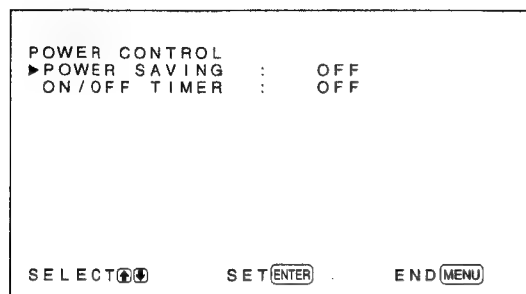 POWER CONTROL
►POWER SAVING : OFF
ON/OFF TIMER : OFF
SELECT⬆⬇ SET ENTER END MENU